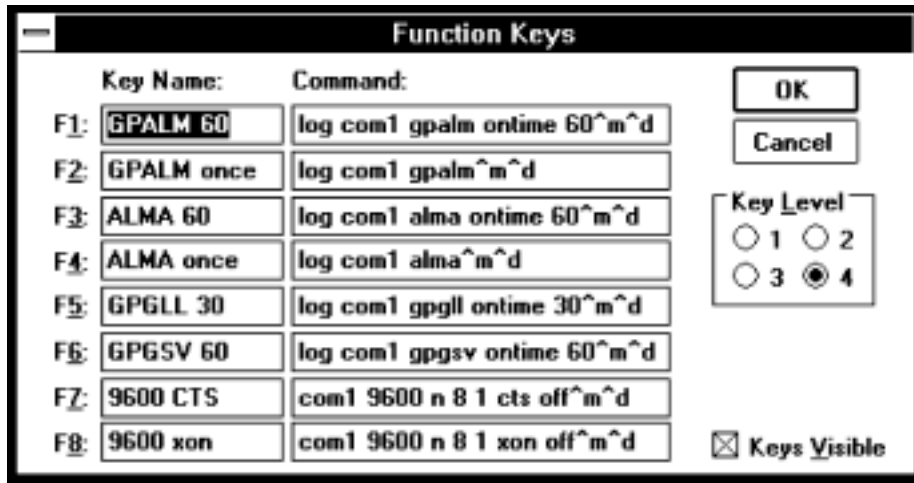 Function Keys
Key Name: Command:
F1: GPALM 60 log com1 gpalm ontime 60^m^d
F2: GPALM once log com1 gpalm^m^d
F3: ALMA 60 log com1 alma ontime 60^m^d
F4: ALMA once log com1 alma^m^d
F5: GPGLL 30 log com1 gpgll ontime 30^m^d
F6: GPGSV 60 log com1 gpgsv ontime 60^m^d
F7: 9600 CTS com1 9600 n 8 1 cts off^m^d
F8: 9600 xon com1 9600 n 8 1 xon off^m^d
OK
Cancel
Key Level
1 2
3 4
Keys Visible